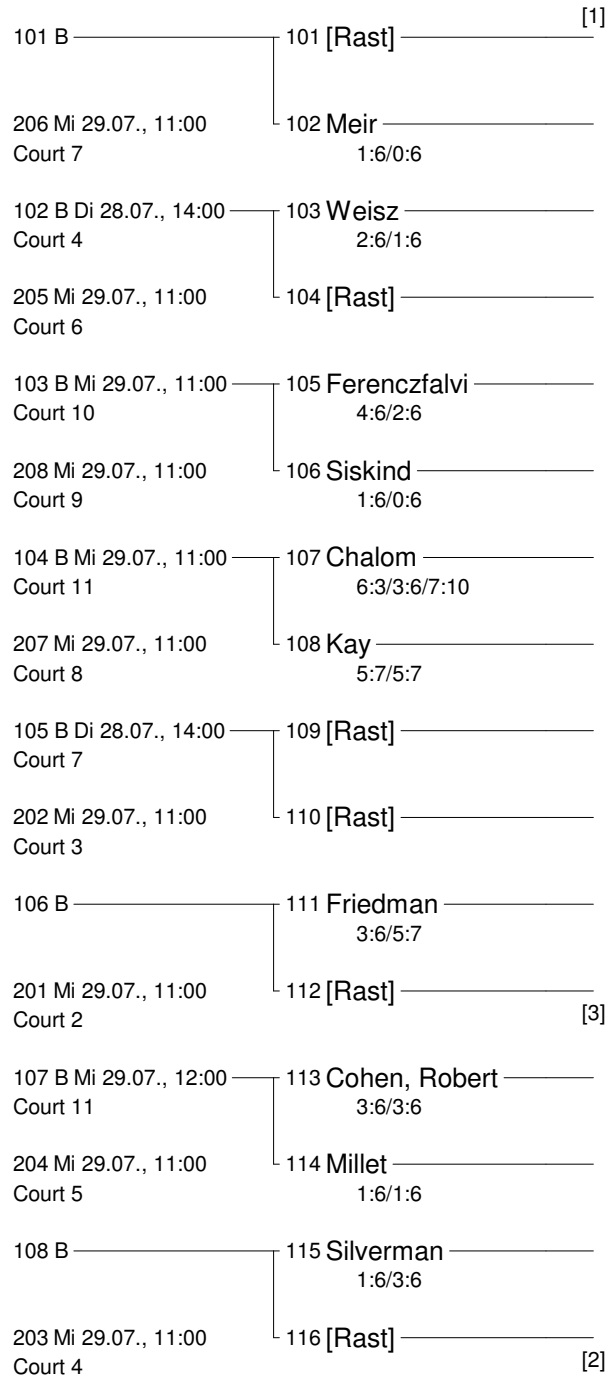 [1]
101 B 101 [Rast]
206 Mi 29.07., 11:00 102 Meir
Court 7 1:6/0:6
102 B Di 28.07., 14:00 103 Weisz
Court 4 2:6/1:6
205 Mi 29.07., 11:00 104 [Rast]
Court 6
103 B Mi 29.07., 11:00 105 Ferenczfalvi
Court 10 4:6/2:6
208 Mi 29.07., 11:00 106 Siskind
Court 9 1:6/0:6
104 B Mi 29.07., 11:00 107 Chalom
Court 11 6:3/3:6/7:10
207 Mi 29.07., 11:00 108 Kay
Court 8 5:7/5:7
105 B Di 28.07., 14:00 109 [Rast]
Court 7
202 Mi 29.07., 11:00 110 [Rast]
Court 3
106 B 111 Friedman
3:6/5:7
201 Mi 29.07., 11:00 112 [Rast]
Court 2 [3]
107 B Mi 29.07., 12:00 113 Cohen, Robert
Court 11 3:6/3:6
204 Mi 29.07., 11:00 114 Millet
Court 5 1:6/1:6
108 B 115 Silverman
1:6/3:6
203 Mi 29.07., 11:00 116 [Rast]
Court 4 [2]